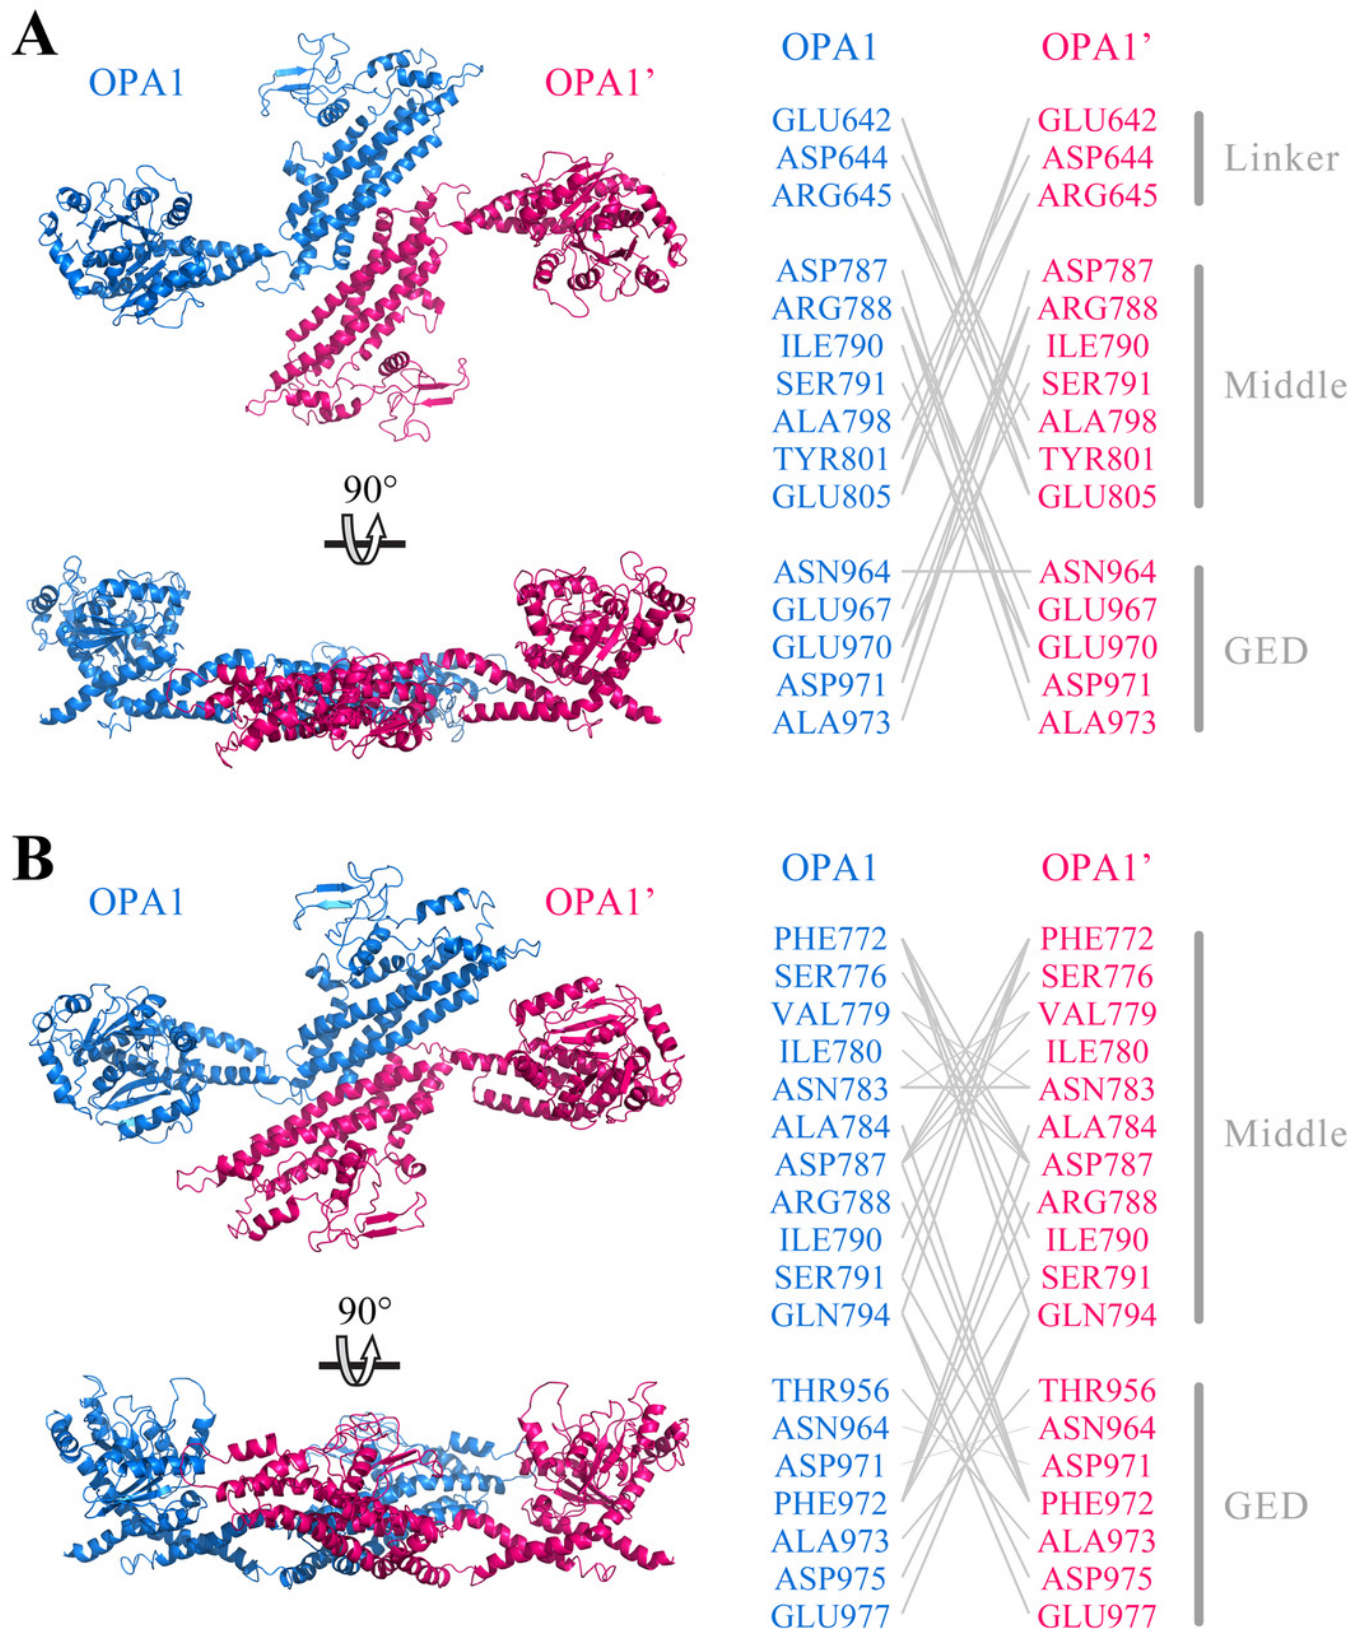 A
OPA1
OPA1’
90°
OPA1 OPA1’
GLU642 GLU642
ASP644 ASP644
ARG645 ARG645
Linker
ASP787 ASP787
ARG788 ARG788
ILE790 ILE790
SER791 SER791
ALA798 ALA798
TYR801 TYR801
GLU805 GLU805
Middle
ASN964 ASN964
GLU967 GLU967
GLU970 GLU970
ASP971 ASP971
ALA973 ALA973
GED
B
OPA1
OPA1’
90°
OPA1 OPA1’
PHE772 PHE772
SER776 SER776
VAL779 VAL779
ILE780 ILE780
ASN783 ASN783
ALA784 ALA784
ASP787 ASP787
ARG788 ARG788
ILE790 ILE790
SER791 SER791
GLN794 GLN794
Middle
THR956 THR956
ASN964 ASN964
ASP971 ASP971
PHE972 PHE972
ALA973 ALA973
ASP975 ASP975
GLU977 GLU977
GED